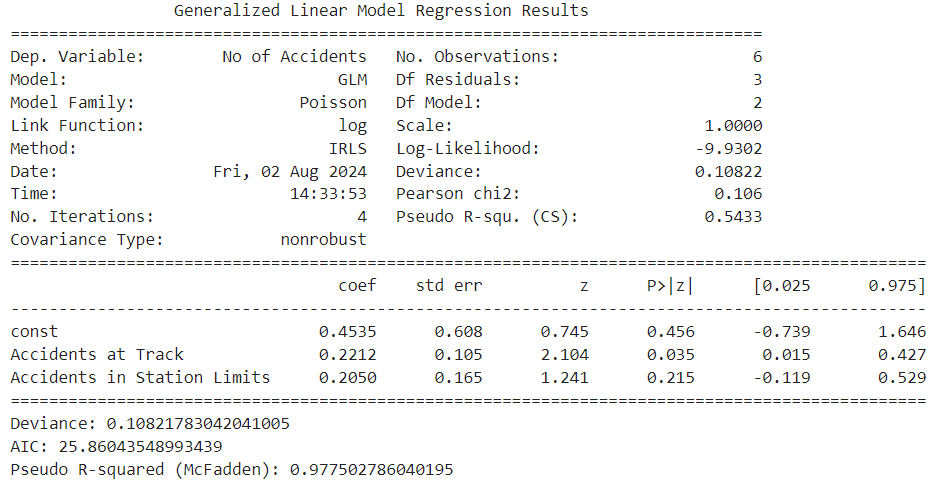 Generalized Linear Model Regression Results
==============================================================================
Dep. Variable: No of Accidents No. Observations: 6
Model: GLM Df Residuals: 3
Model Family: Poisson Df Model: 2
Link Function: log Scale: 1.0000
Method: IRLS Log-Likelihood: -9.9302
Date: Fri, 02 Aug 2024 Deviance: 0.10822
Time: 14:33:53 Pearson chi2: 0.106
No. Iterations: 4 Pseudo R-squ. (CS): 0.5433
Covariance Type: nonrobust
===============================================================================================
coef std err z P>|z| [0.025 0.975]
-----------------------------------------------------------------------------------------------
const 0.4535 0.608 0.745 0.456 -0.739 1.646
Accidents at Track 0.2212 0.105 2.104 0.035 0.015 0.427
Accidents in Station Limits 0.2050 0.165 1.241 0.215 -0.119 0.529
===============================================================================================
Deviance: 0.10821783042041005
AIC: 25.86043548993439
Pseudo R-squared (McFadden): 0.977502786040195